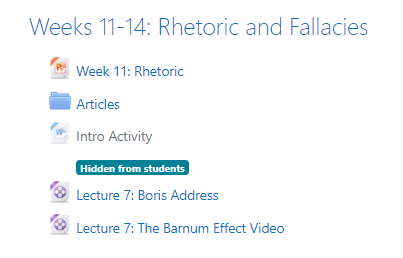 Weeks 11-14: Rhetoric and Fallacies
Week 11: Rhetoric
Articles
Intro Activity
Hidden from students
Lecture 7: Boris Address
Lecture 7: The Barnum Effect Video